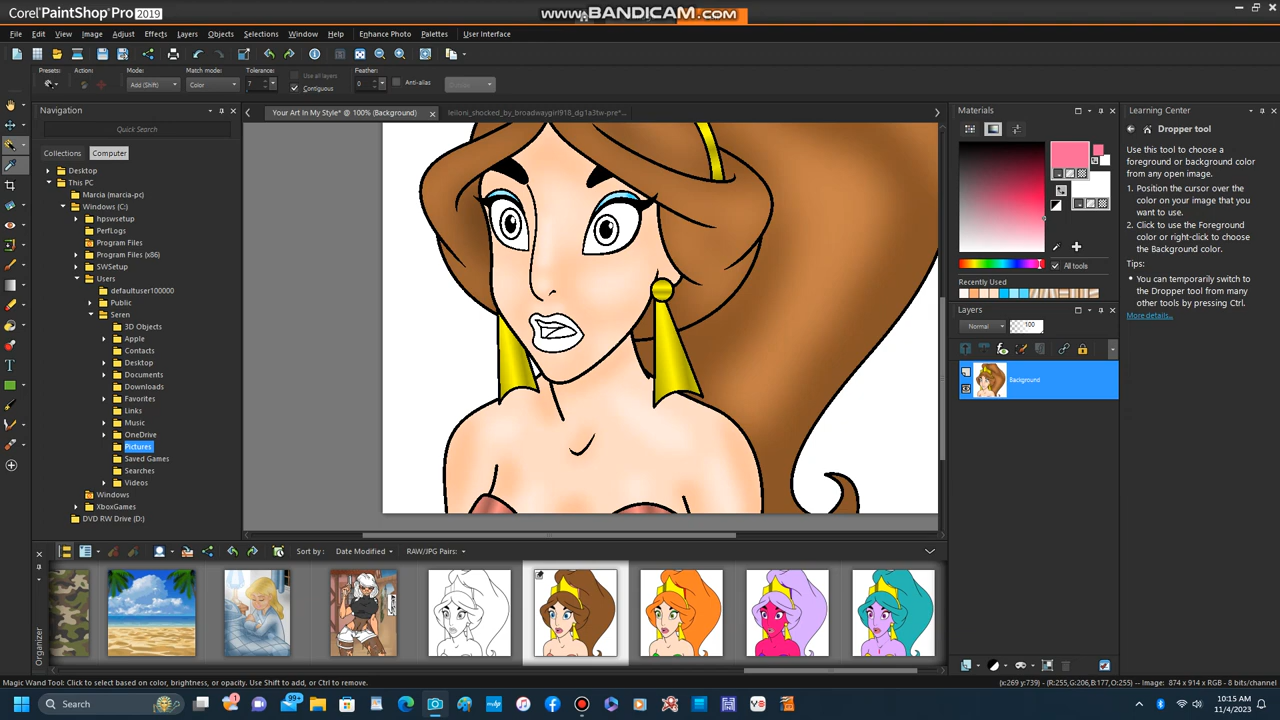 Corel PaintShop Pro 2019
www.BANDICAM.com
File Edit View Image Adjust Effects Layers Objects Selections Window Help Enhance Photo Palettes User Interface
Presets: Action: Mode: Match mode: Tolerance: Use all layers Feather:
Add (Shift) Color 7 Contiguous 0 Anti-alias
Navigation
Quick Search
Collections Computer
Desktop
This PC
Marcia (marcia-pc)
Windows (C:)
hpswsetup
PerfLogs
Program Files
Program Files (x86)
SWSetup
Users
defaultuser100000
Public
Seren
3D Objects
Apple
Contacts
Desktop
Documents
Downloads
Favorites
Links
Music
OneDrive
Pictures
Saved Games
Searches
Videos
Windows
XboxGames
DVD RW Drive (D:)
Your Art In My Style* @ 100% (Background) leiloni_shocked_by_broadwaygirl918_dg1a3tw-pre*...
Materials
All tools
Recently Used
Layers
Normal 100
Background
Learning Center
Dropper tool
Use this tool to choose a
foreground or background color
from any open image.
1. Position the cursor over the
color on your image that you
want to use.
2. Click to use the Foreground
color or right-click to choose
the Background color.
Tips:
• You can temporarily switch to
the Dropper tool from many
other tools by pressing Ctrl.
More details...
Sort by: Date Modified RAW/JPG Pairs:
Organizer
Magic Wand Tool: Click to select based on color, brightness, or opacity. Use Shift to add, or Ctrl to remove.
(x:269 y:739) - (R:255,G:206,B:177,O:255) -- Image: 874 x 914 x RGB - 8 bits/channel
Search
1
99+
10:15 AM
11/4/2023